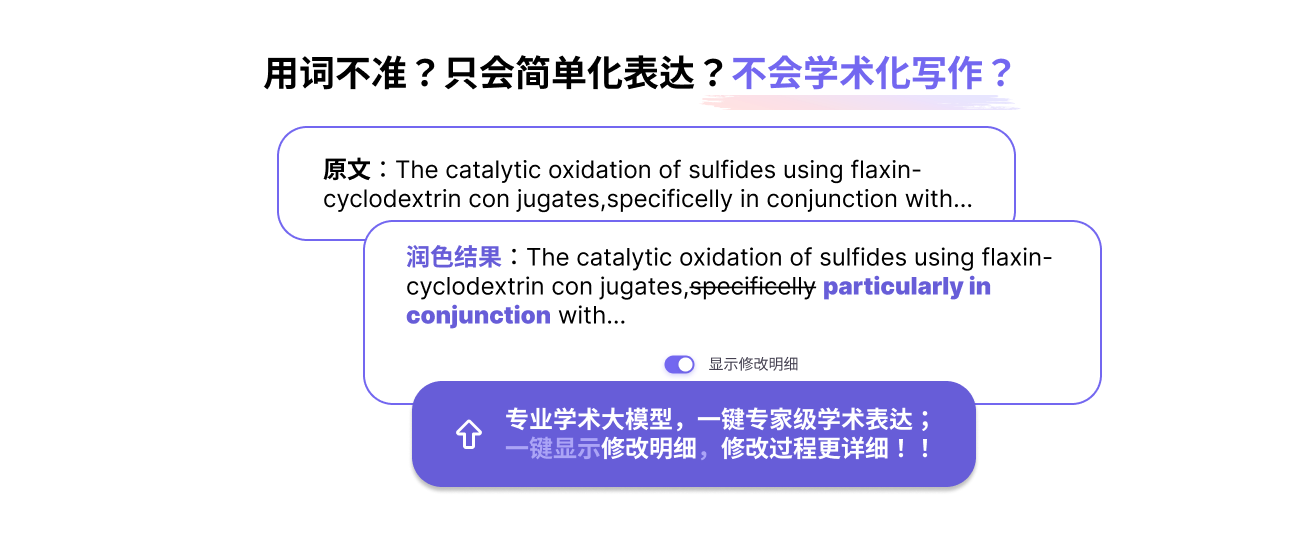 用词不准？只会简单化表达？不会学术化写作？
原文：The catalytic oxidation of sulfides using flaxin-
cyclodextrin con jugates,specificelly in conjunction with...
润色结果：The catalytic oxidation of sulfides using flaxin-
cyclodextrin con jugates,specificelly particularly in
conjunction with...
显示修改明细
专业学术大模型，一键专家级学术表达；
一键显示修改明细，修改过程更详细！！